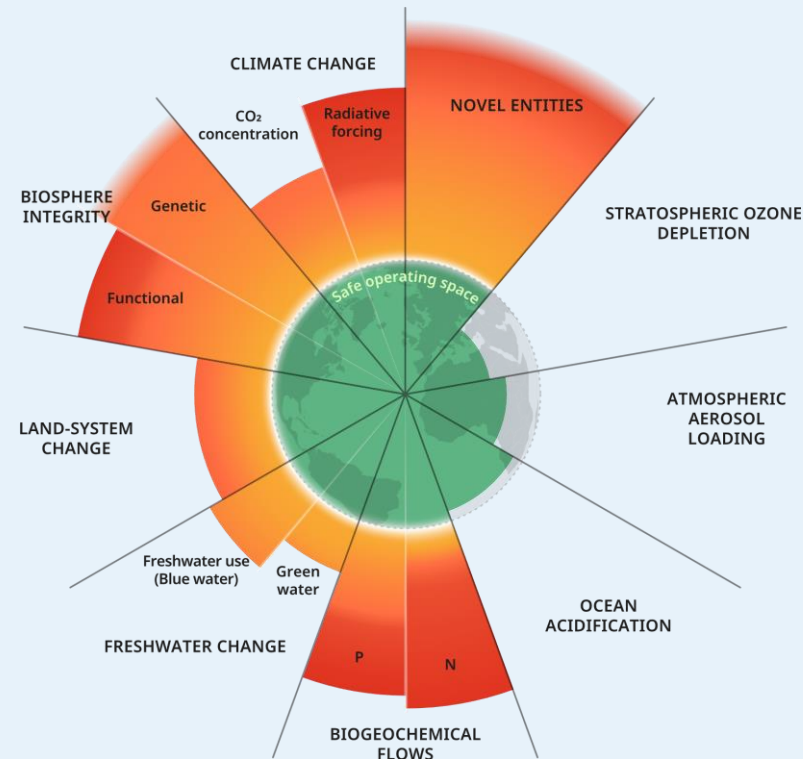 CLIMATE CHANGE
CO₂
concentration
Radiative
forcing
NOVEL ENTITIES
BIOSPHERE
INTEGRITY
Genetic
STRATOSPHERIC OZONE
DEPLETION
Functional
Safe operating space
LAND-SYSTEM
CHANGE
ATMOSPHERIC
AEROSOL
LOADING
Freshwater use
(Blue water)
Green
water
OCEAN
ACIDIFICATION
FRESHWATER CHANGE
P
N
BIOGEOCHEMICAL
FLOWS